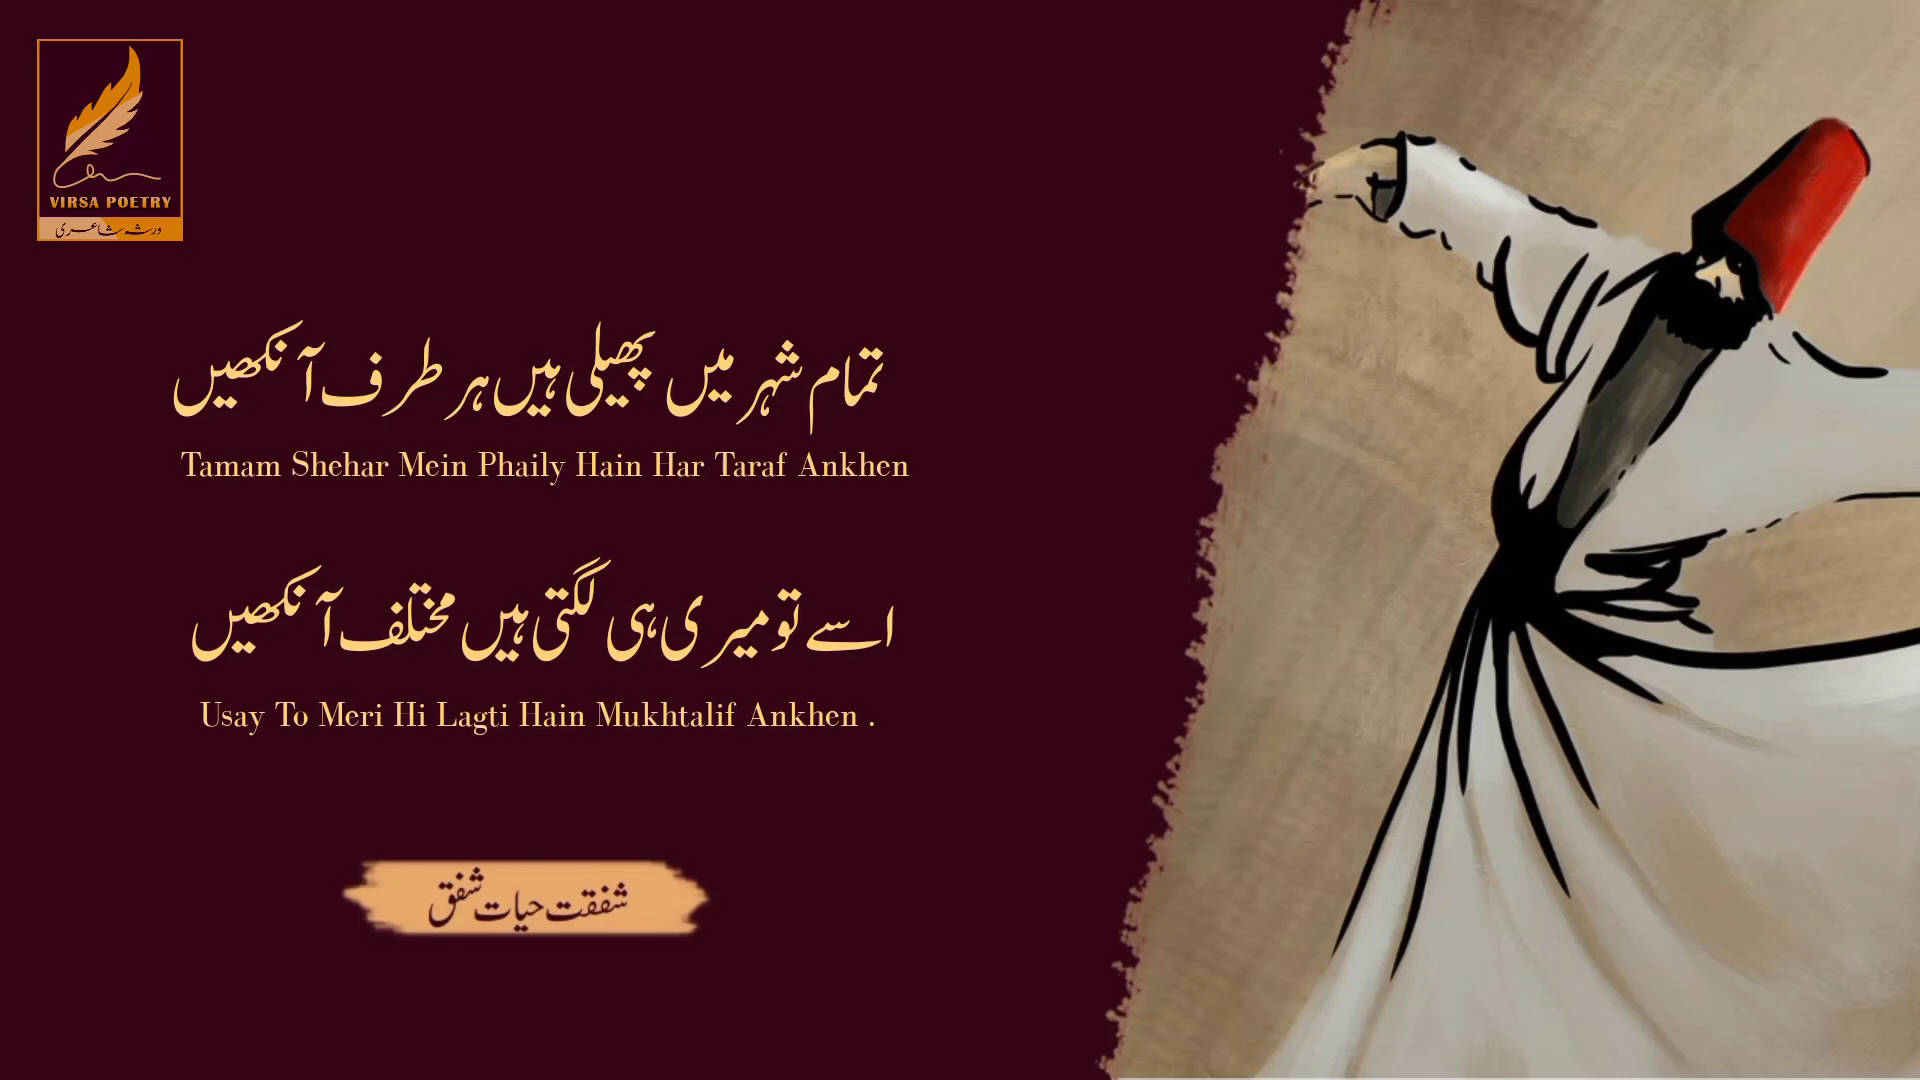 VIRSA POETRY
ورثہ شاعری
تمام شہر میں پھیلی ہیں ہر طرف آنکھیں
Tamam Shehar Mein Phaily Hain Har Taraf Ankhen
اسے تو میری ہی لگتی ہیں مختلف آنکھیں
Usay To Meri Hi Lagti Hain Mukhtalif Ankhen .
شفقت حیات شفق